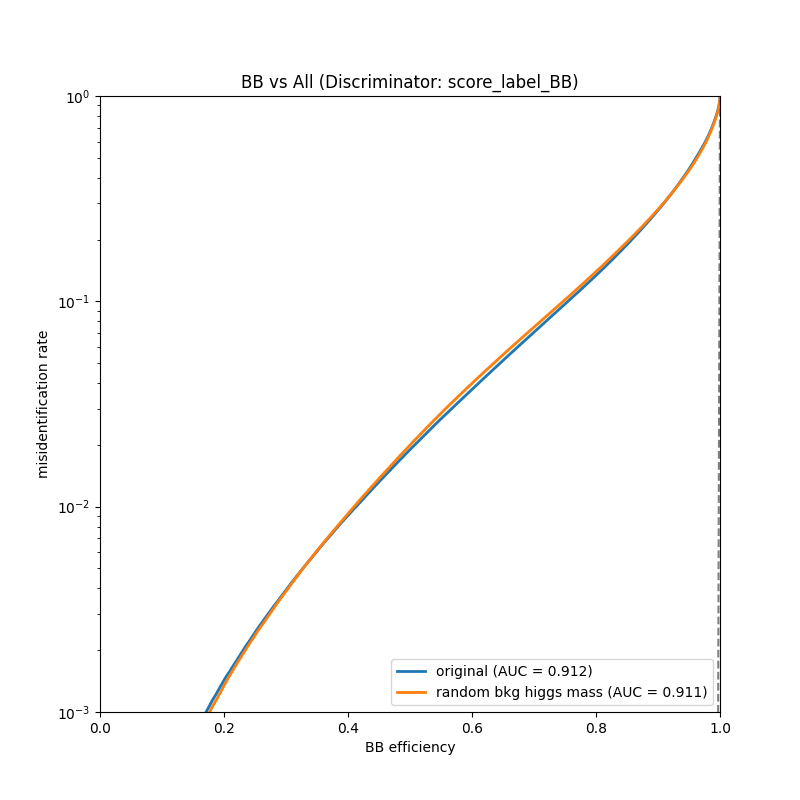 BB vs All (Discriminator: score_label_BB)
10⁰
10⁻¹
10⁻²
10⁻³
misidentification rate
original (AUC = 0.912)
random bkg higgs mass (AUC = 0.911)
0.0 0.2 0.4 0.6 0.8 1.0
BB efficiency